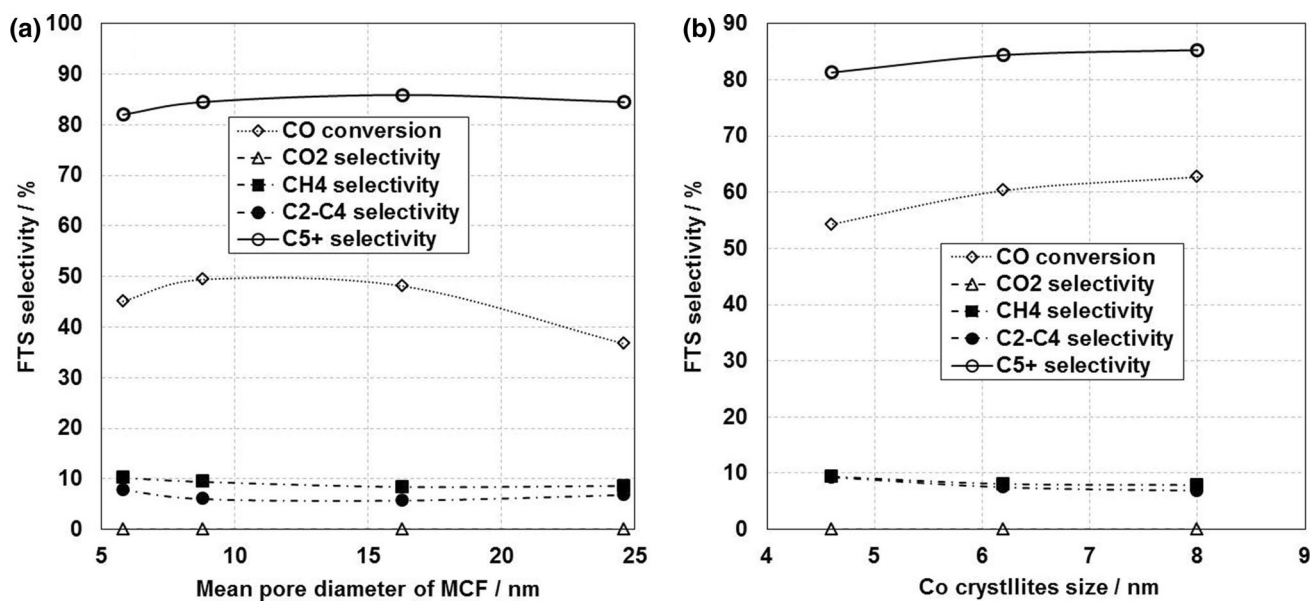 (a)
FTS selectivity / %
100
90
80
70
60
50
40
30
20
10
0
CO conversion
CO2 selectivity
CH4 selectivity
C2-C4 selectivity
C5+ selectivity
5
10
15
20
25
Mean pore diameter of MCF / nm
(b)
FTS selectivity / %
90
80
70
60
50
40
30
20
10
0
CO conversion
CO2 selectivity
CH4 selectivity
C2-C4 selectivity
C5+ selectivity
4
5
6
7
8
9
Co crystllites size / nm